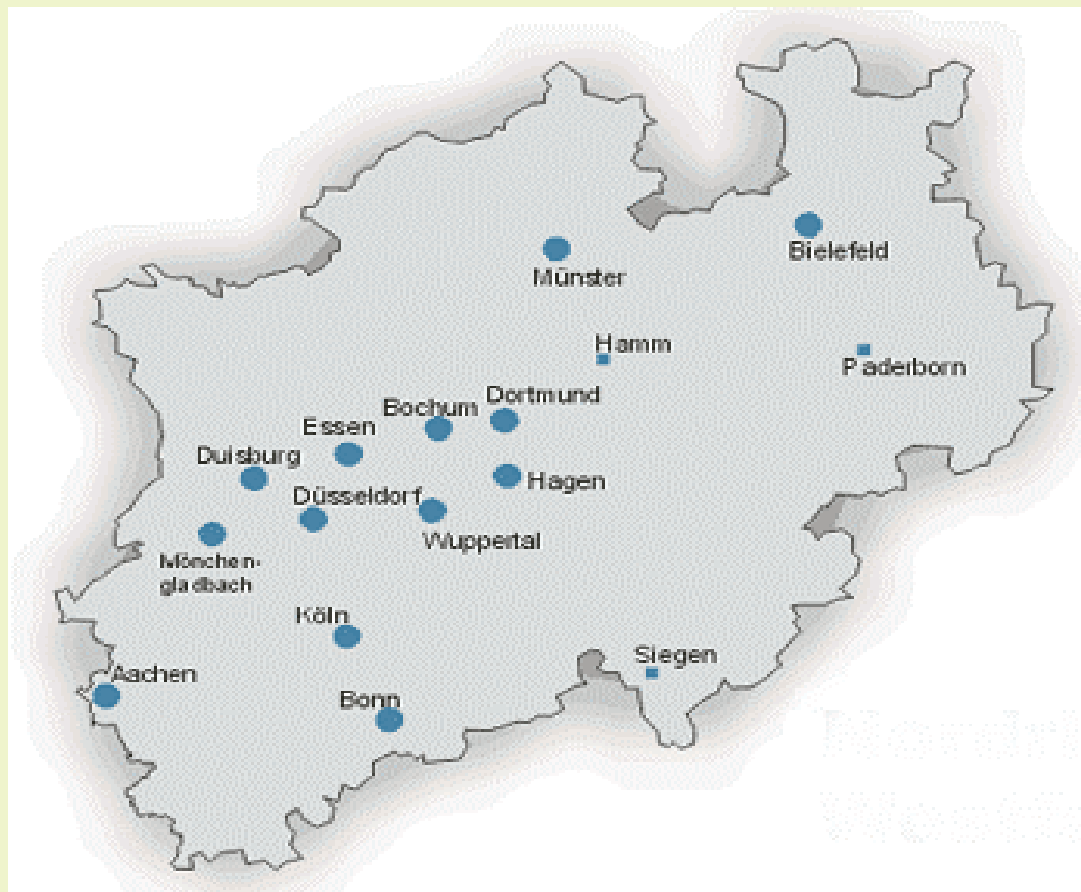 Bielefeld
Münster
Hamm
Paderborn
Dortmund
Bochum
Essen
Duisburg
Hagen
Düsseldorf
Wuppertal
Mönchen-
gladbach
Köln
Siegen
Aachen
Bonn